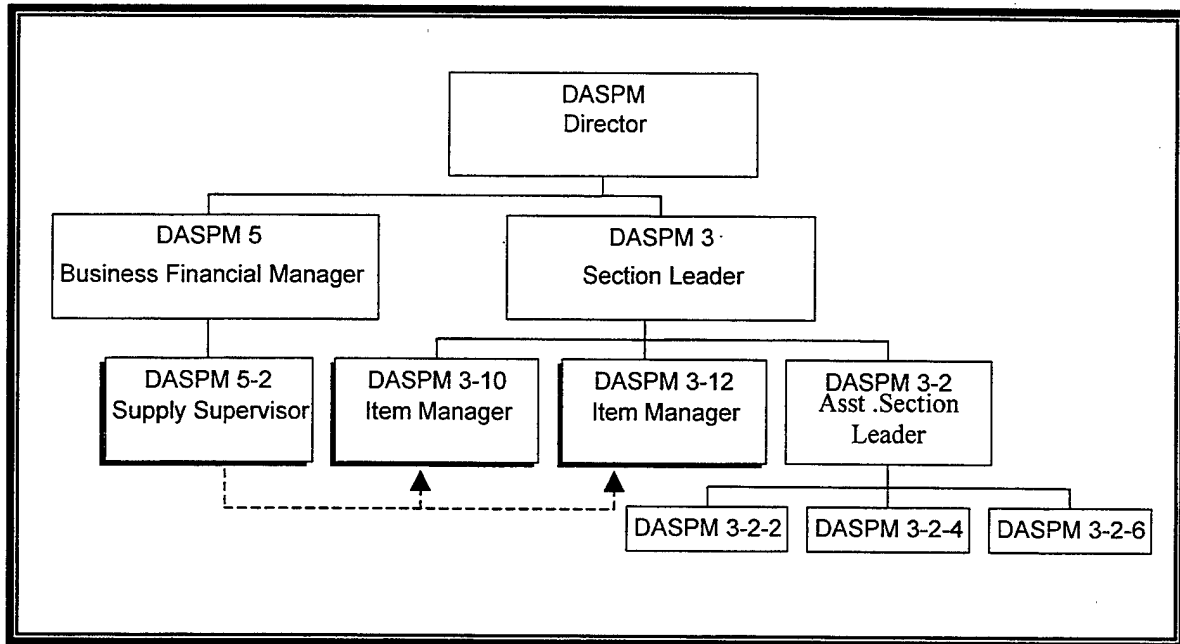 DASPM
Director
DASPM 5
Business Financial Manager
DASPM 3
Section Leader
DASPM 5-2
Supply Supervisor
DASPM 3-10
Item Manager
DASPM 3-12
Item Manager
DASPM 3-2
Asst .Section
Leader
DASPM 3-2-2
DASPM 3-2-4
DASPM 3-2-6